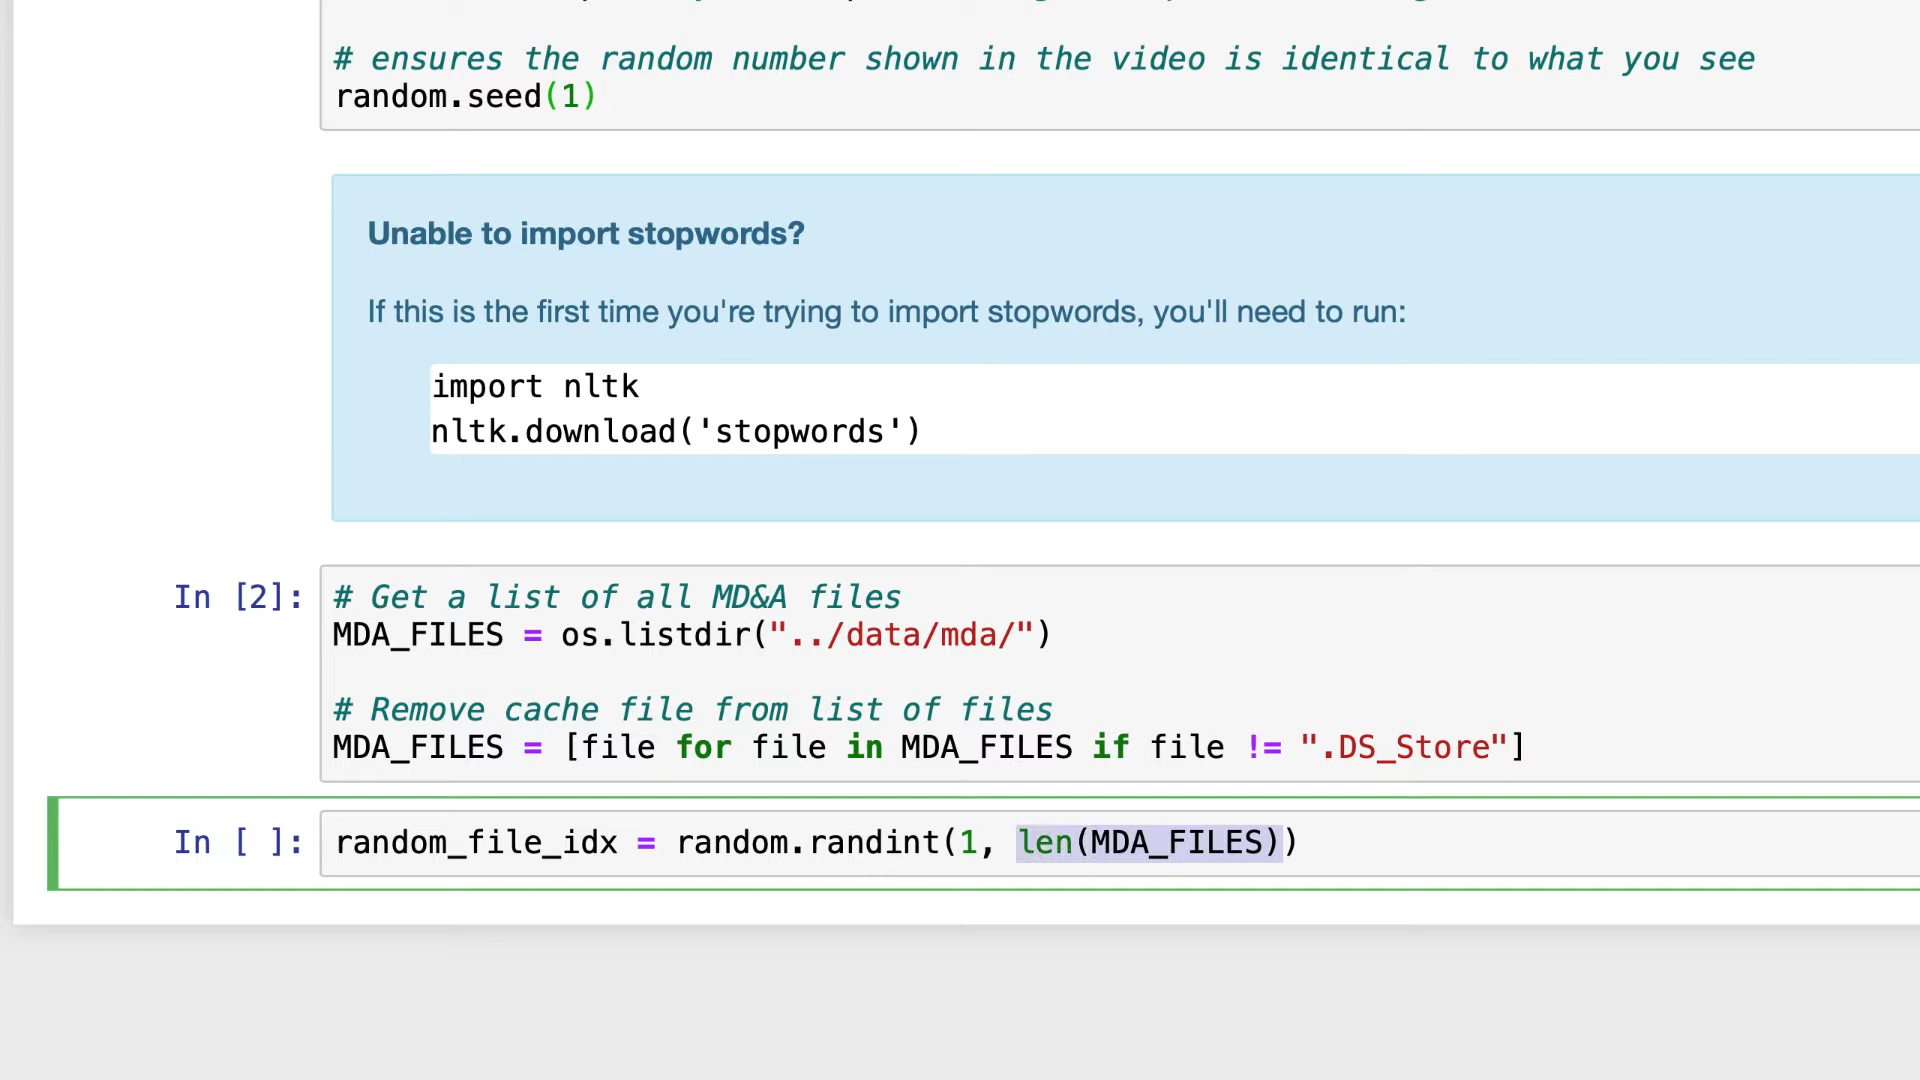 # ensures the random number shown in the video is identical to what you see
random.seed(1)
Unable to import stopwords?
If this is the first time you're trying to import stopwords, you'll need to run:
import nltk
nltk.download('stopwords')
In [2]:
# Get a list of all MD&A files
MDA_FILES = os.listdir("../data/mda/")
# Remove cache file from list of files
MDA_FILES = [file for file in MDA_FILES if file != ".DS_Store"]
In [ ]:
random_file_idx = random.randint(1, len(MDA_FILES))